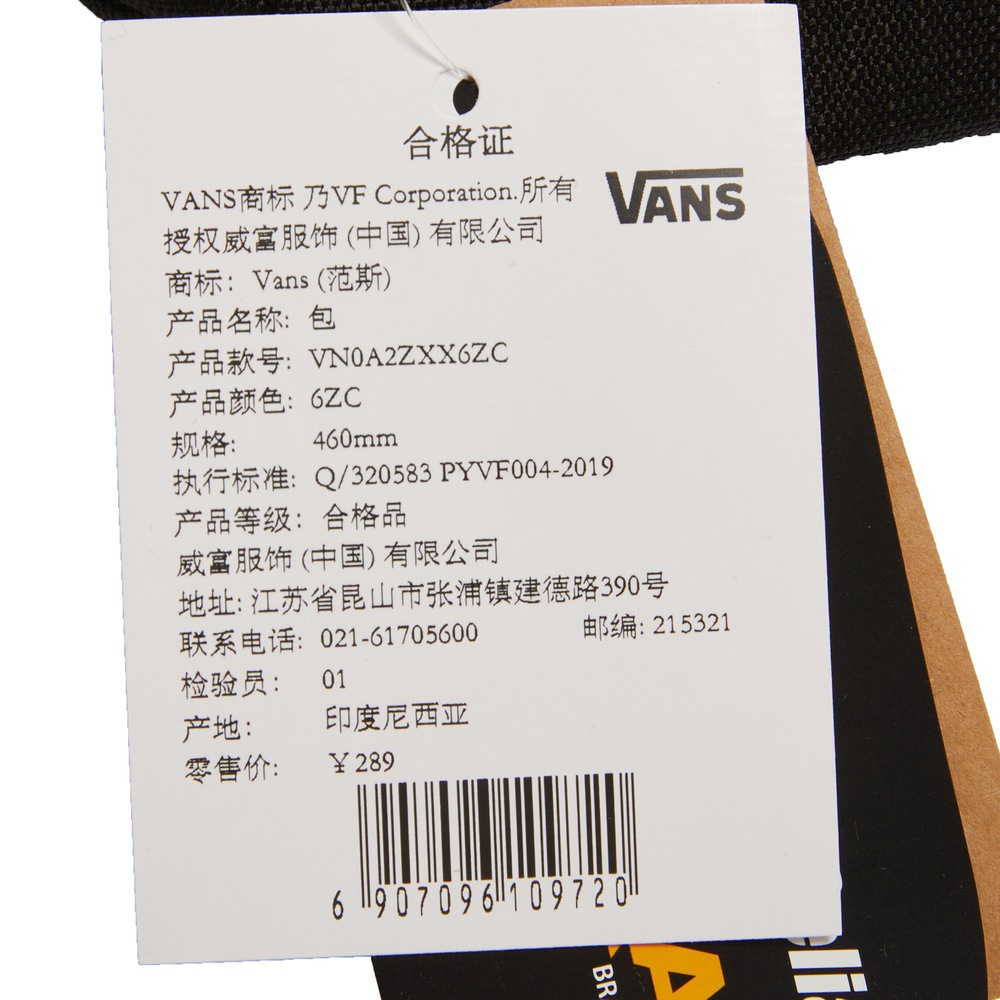 合格证
VANS
VANS商标 乃VF Corporation.所有
授权威富服饰 (中国) 有限公司
商标: Vans (范斯)
产品名称: 包
产品款号: VN0A2ZXX6ZC
产品颜色: 6ZC
规格: 460mm
执行标准: Q/320583 PYVF004-2019
产品等级: 合格品
威富服饰 (中国) 有限公司
地址: 江苏省昆山市张浦镇建德路390号
联系电话: 021-61705600 邮编: 215321
检验员: 01
产地: 印度尼西亚
零售价: ¥289
6 907096 109720
BR